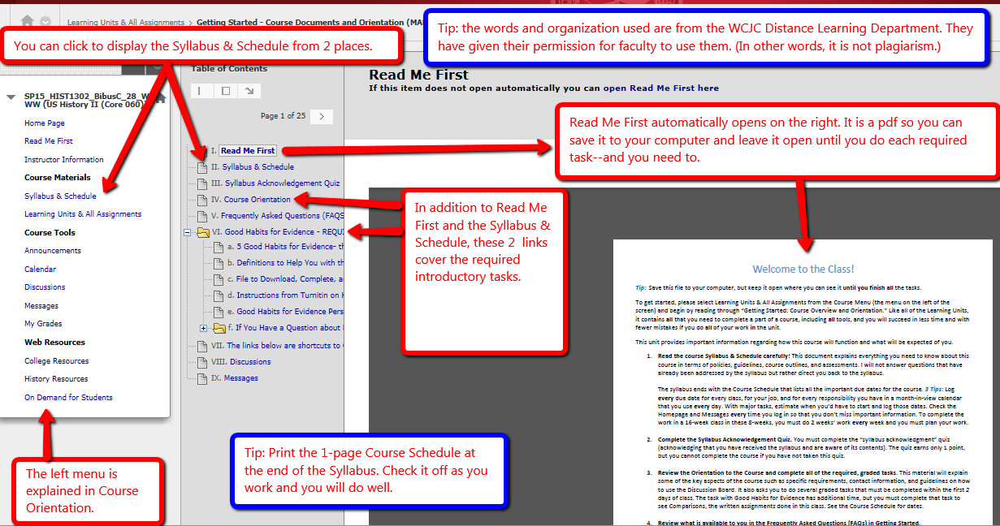 Learning Units & All Assignments > Getting Started - Course Documents and Orientation (MA
You can click to display the Syllabus & Schedule from 2 places.
Tip: the words and organization used are from the WCJC Distance Learning Department. They
have given their permission for faculty to use them. (In other words, it is not plagiarism.)
SP15_HIST1302_BibusC_28_W
WW (US History II (Core 060)
Home Page
Read Me First
Instructor Information
Course Materials
Syllabus & Schedule
Learning Units & All Assignments
Course Tools
Announcements
Calendar
Discussions
Messages
My Grades
Web Resources
College Resources
History Resources
On Demand for Students
The left menu is
explained in Course
Orientation.
Table of Contents
Page 1 of 25 >
I. Read Me First
II. Syllabus & Schedule
III. Syllabus Acknowledgement Quiz
IV. Course Orientation
V. Frequently Asked Questions (FAQS
VI. Good Habits for Evidence - REQUI
a. 5 Good Habits for Evidence- th
b. Definitions to Help You with th
c. File to Download, Complete, a
d. Instructions from Turnitin on H
e. Good Habits for Evidence Pers
f. If You Have a Question about
VII. The links below are shortcuts to
VIII. Discussions
IX. Messages
Tip: Print the 1-page Course Schedule at
the end of the Syllabus. Check it off as you
work and you will do well.
Read Me First
If this item does not open automatically you can open Read Me First here
Read Me First automatically opens on the right. It is a pdf so you can
save it to your computer and leave it open until you do each required
task--and you need to.
In addition to Read Me
First and the Syllabus &
Schedule, these 2 links
cover the required
introductory tasks.
Welcome to the Class!
Tip: Save this file to your computer, but keep it open where you can see it until you finish all the tasks.
To get started, please select Learning Units & All Assignments from the Course Menu (the menu on the left of the
screen) and begin by reading through "Getting Started: Course Overview and Orientation." Like all of the Learning Units,
it contains all that you need to complete a part of a course, including all tools, and you will succeed in less time and with
fewer mistakes if you do all of your work in the unit.
This unit provides important information regarding how this course will function and what will be expected of you.
1. Read the course Syllabus & Schedule carefully! This document explains everything you need to know about this
course in terms of policies, guidelines, course outlines, and assessments. I will not answer questions that have
already been addressed by the syllabus but rather direct you back to the syllabus.
The syllabus ends with the Course Schedule that lists all the important due dates for the course. 3 Tips: Log
every due date for every class, for your job, and for every responsibility you have in a month-in-view calendar
that you use every day. With major tasks, estimate when you'd have to start and log those dates. Check the
Homepage and Messages every time you log in so that you don't miss important information. To complete the
work in a 16-week class in these 8-weeks, you must do 2 weeks' work every week and you must plan your work.
2. Complete the Syllabus Acknowledgement Quiz. You must complete the "syllabus acknowledgment" quiz
(acknowledging that you have received the syllabus and are aware of its contents). The quiz earns only 1 point,
but you cannot complete the course if you have not taken this quiz.
3. Review the Orientation to the Course and complete all of the required, graded tasks. This material will explain
some of the key aspects of the course such as specific requirements, contact information, and guidelines on how
to use the Discussion Board. It also asks you to do several graded tasks that must be completed within the first 2
days of class. The task with Good Habits for Evidence has additional time, but you must complete that task to
see Comparisons, the written assignments done in this class. See the Course Schedule for dates.
4. Review what is available to you in the Frequently Asked Questions (FAQs) in Getting Started.